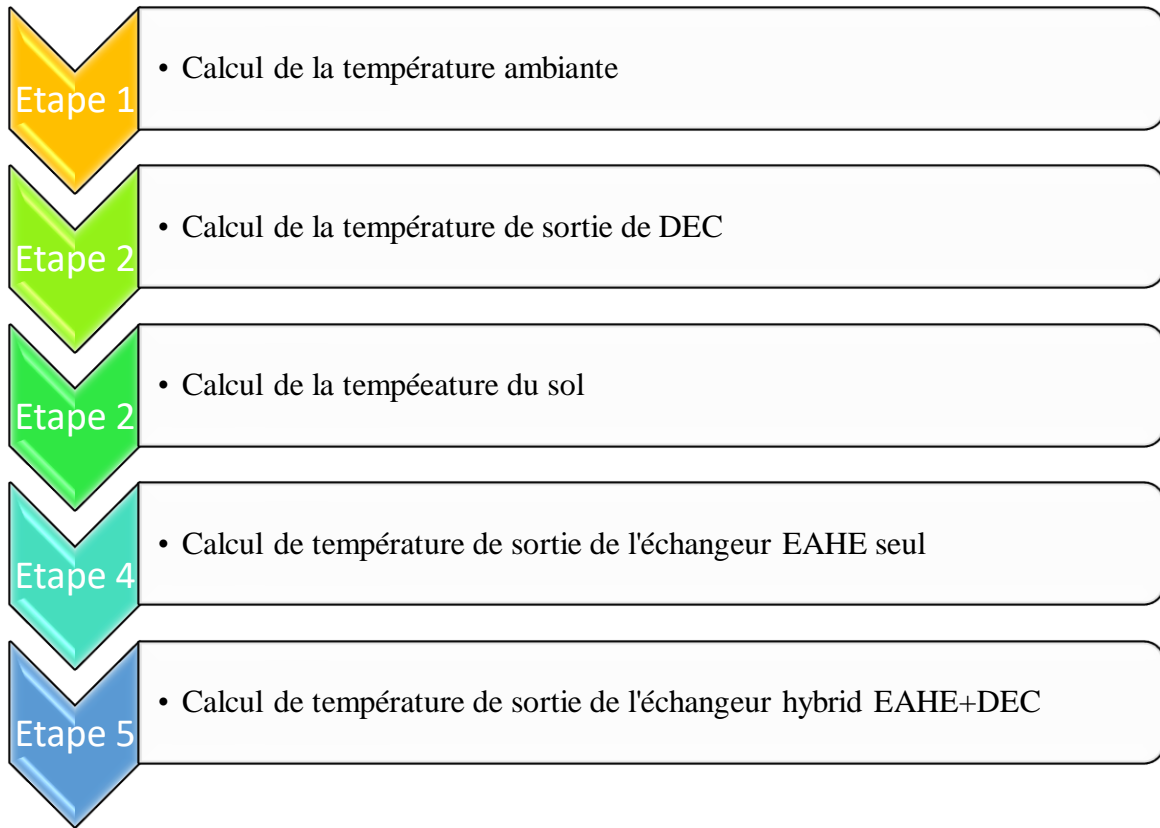 Etape 1
• Calcul de la température ambiante
Etape 2
• Calcul de la température de sortie de DEC
Etape 2
• Calcul de la tempéeature du sol
Etape 4
• Calcul de température de sortie de l'échangeur EAHE seul
Etape 5
• Calcul de température de sortie de l'échangeur hybrid EAHE+DEC